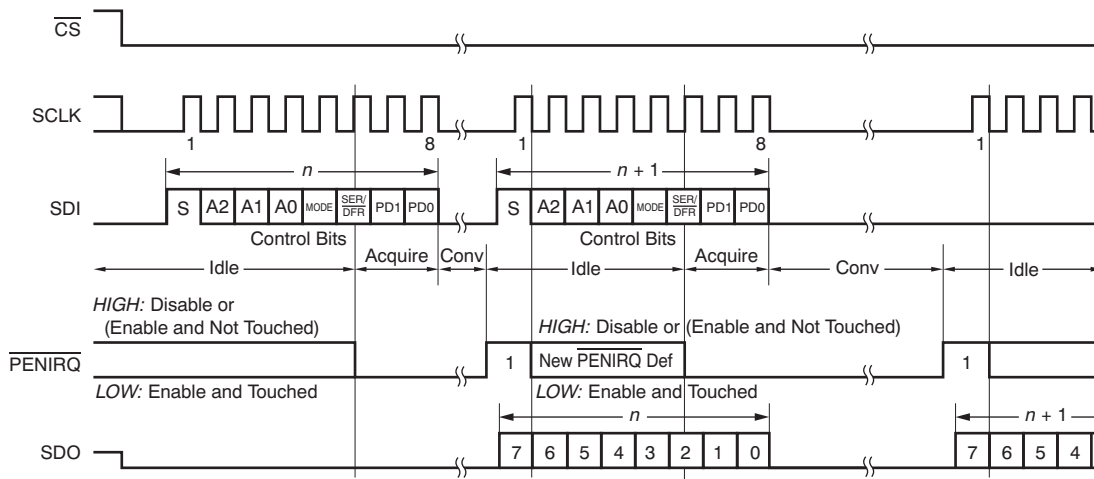 CS
SCLK
1 8 1 8 1
n n + 1
SDI S A2 A1 A0 MODE SER/DFR PD1 PD0 S A2 A1 A0 MODE SER/DFR PD1 PD0
Control Bits Control Bits
Idle Acquire Conv Idle Acquire Conv Idle
HIGH: Disable or
(Enable and Not Touched)
HIGH: Disable or (Enable and Not Touched)
PENIRQ 1 New PENIRQ Def 1
LOW: Enable and Touched LOW: Enable and Touched
n n + 1
SDO 7 6 5 4 3 2 1 0 7 6 5 4